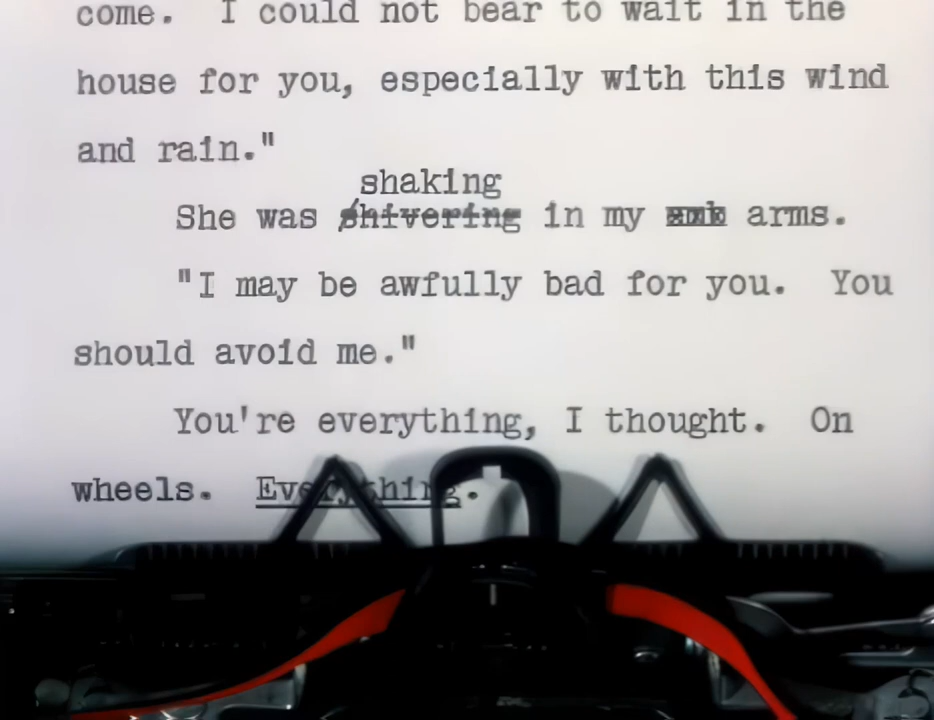 come. I could not bear to wait in the
house for you, especially with this wind
and rain."
shaking
She was shivering in my arms.
"I may be awfully bad for you. You
should avoid me."
You're everything, I thought. On
wheels. Everything.